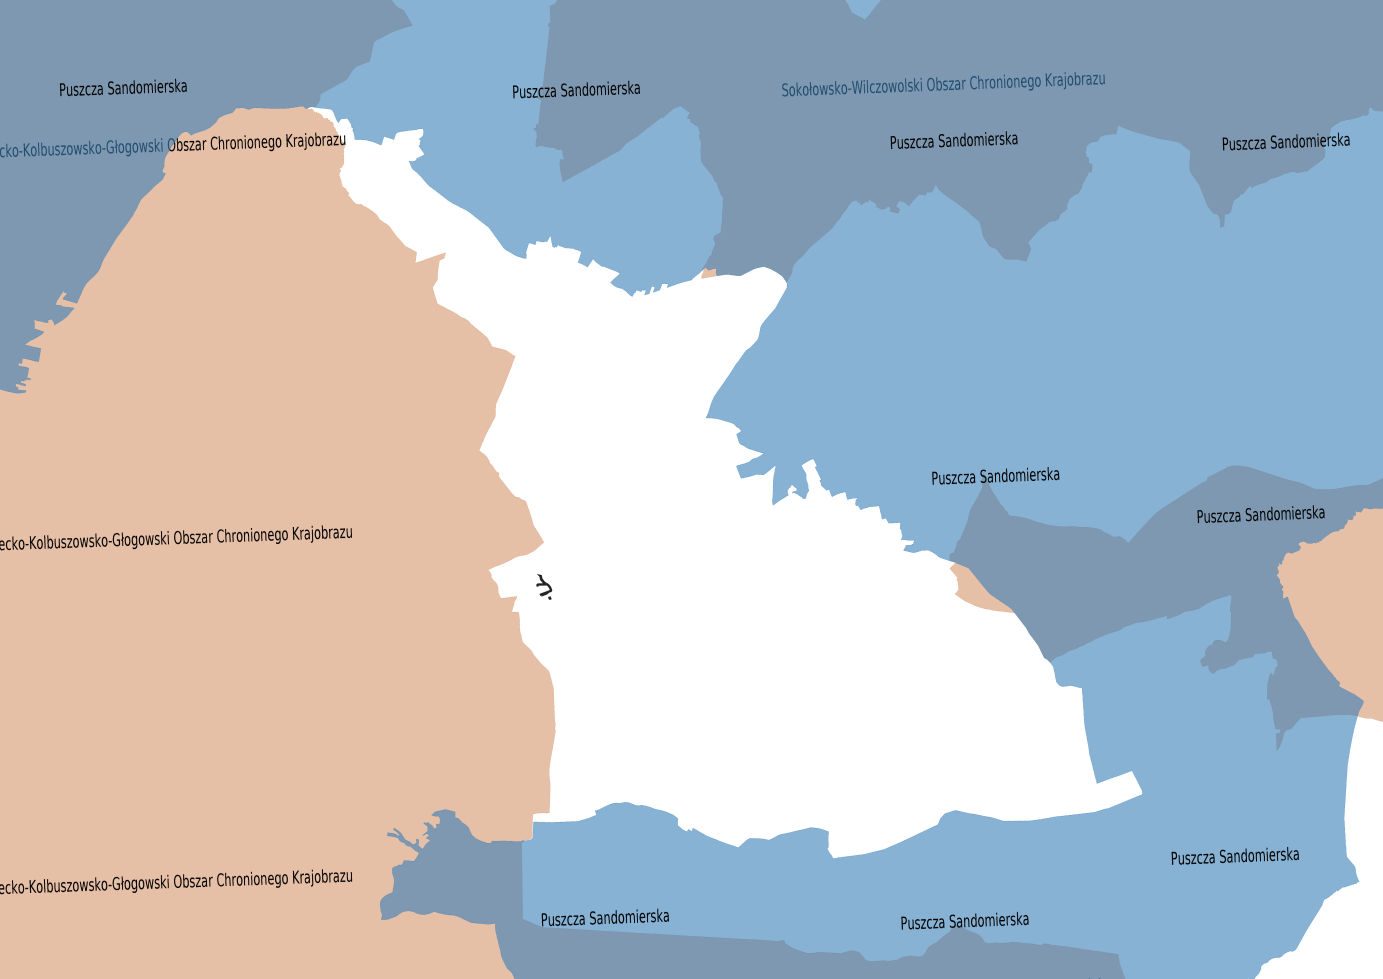 Sokołowsko-Wilczowolski Obszar Chronionego Krajobrazu
Puszcza Sandomierska
Puszcza Sandomierska
Puszcza Sandomierska
Puszcza Sandomierska
cko-Kolbuszowsko-Głogowski Obszar Chronionego Krajobrazu
Puszcza Sandomierska
Puszcza Sandomierska
ecko-Kolbuszowsko-Głogowski Obszar Chronionego Krajobrazu
Puszcza Sandomierska
ecko-Kolbuszowsko-Głogowski Obszar Chronionego Krajobrazu
Puszcza Sandomierska
Puszcza Sandomierska